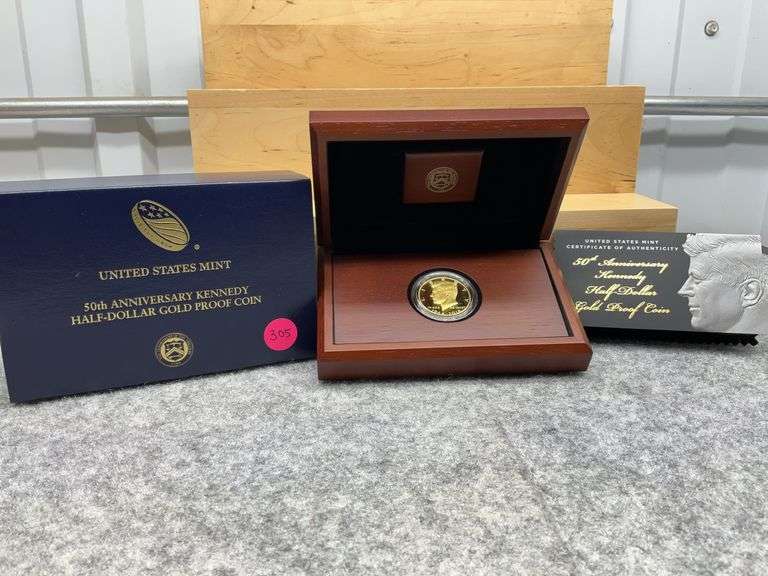 UNITED STATES MINT
50th ANNIVERSARY KENNEDY
HALF-DOLLAR GOLD PROOF COIN
305
UNITED STATES MINT
CERTIFICATE OF AUTHENTICITY
50th Anniversary
Kennedy
Half-Dollar
Gold Proof Coin